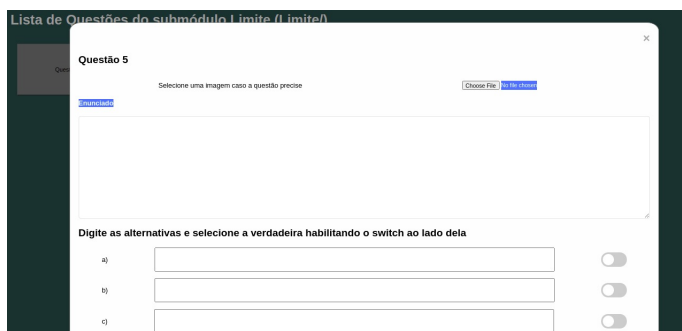 Lista de Questões do submódulo Limite (Limite/)
×
Ques
Questão 5
Selecione uma imagem caso a questão precise
Choose File No file chosen
Enunciado
Digite as alternativas e selecione a verdadeira habilitando o switch ao lado dela
a)
b)
c)